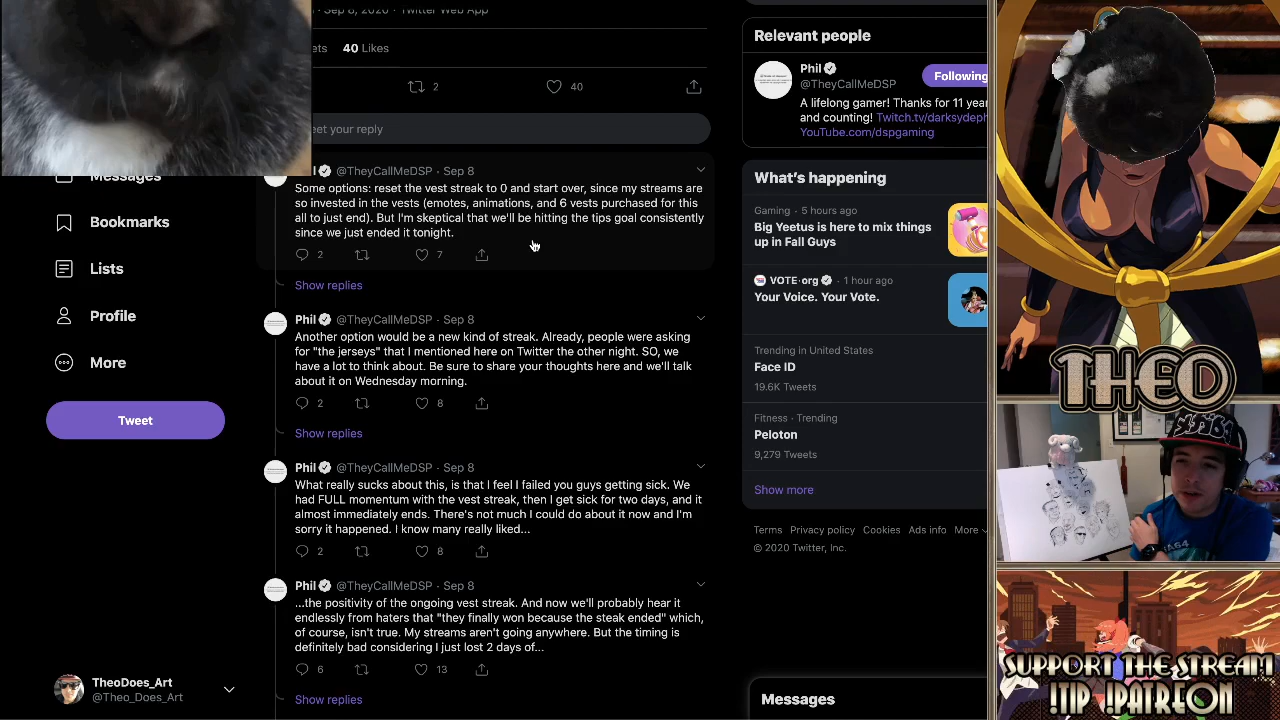 Sep 8, 2020 · Twitter Web App
ets 40 Likes
2
40
eet your reply
@TheyCallMeDSP · Sep 8
Some options: reset the vest streak to 0 and start over, since my streams are
so invested in the vests (emotes, animations, and 6 vests purchased for this
all to just end). But I'm skeptical that we'll be hitting the tips goal consistently
since we just ended it tonight.
2
7
Show replies
Phil @TheyCallMeDSP · Sep 8
Another option would be a new kind of streak. Already, people were asking
for "the jerseys" that I mentioned here on Twitter the other night. SO, we
have a lot to think about. Be sure to share your thoughts here and we'll talk
about it on Wednesday morning.
2
8
Show replies
Phil @TheyCallMeDSP · Sep 8
What really sucks about this, is that I feel I failed you guys getting sick. We
had FULL momentum with the vest streak, then I get sick for two days, and it
almost immediately ends. There's not much I could do about it now and I'm
sorry it happened. I know many really liked...
2
8
Phil @TheyCallMeDSP · Sep 8
...the positivity of the ongoing vest streak. And now we'll probably hear it
endlessly from haters that "they finally won because the steak ended" which,
of course, isn't true. My streams aren't going anywhere. But the timing is
definitely bad considering I just lost 2 days of...
6
13
Show replies
Messages
Bookmarks
Lists
Profile
More
Tweet
TheoDoes_Art
@Theo_Does_Art
Relevant people
Phil
@TheyCallMeDSP
Following
A lifelong gamer! Thanks for 11 year
and counting! Twitch.tv/darksydeph
YouTube.com/dspgaming
What's happening
Gaming · 5 hours ago
Big Yeetus is here to mix things
up in Fall Guys
VOTE·org · 1 hour ago
Your Voice. Your Vote.
Trending in United States
Face ID
19.6K Tweets
Fitness · Trending
Peloton
9,279 Tweets
Show more
Terms Privacy policy Cookies Ads info More
© 2020 Twitter, Inc.
Messages
THEO
SUPPORT THE STREAM
!TIP !PATREON